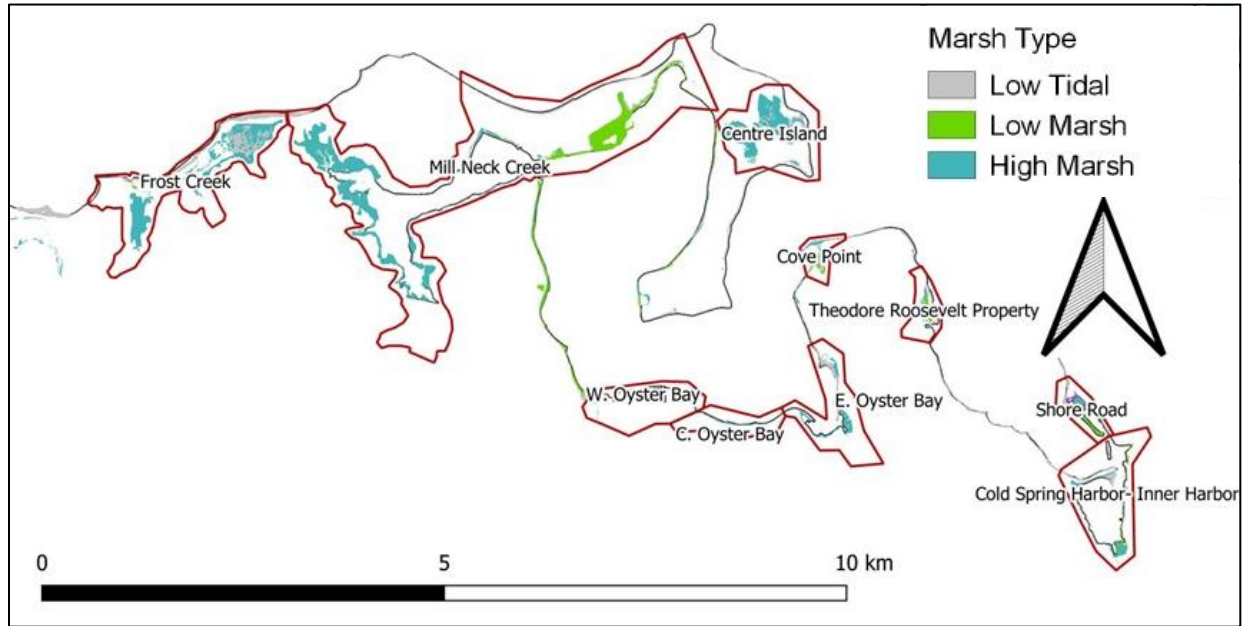 Marsh Type
Low Tidal
Low Marsh
High Marsh
Centre Island
Mill Neck Creek
Frost Creek
Cove Point
Theodore Roosevelt Property
W. Oyster Bay
E. Oyster Bay
C. Oyster Bay
Shore Road
Cold Spring Harbor- Inner Harbor
0 5 10 km